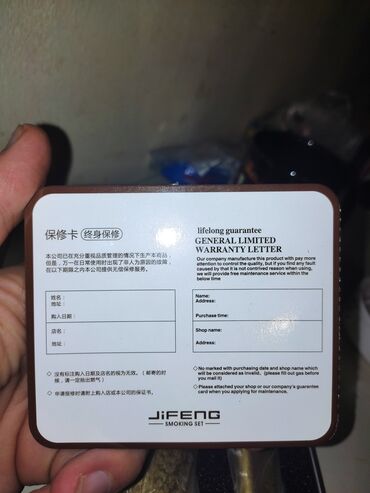 保修卡 终身保修
本公司已在充分重视品质管理的情况下生产本商品,
但是,万一在日常使用时出现了非人为原因的故障,
在以下期限之内本公司提供无偿保修服务。
姓名:
地址:
购入日期:
店名:
地址:
◇ 没有标注购入日期及店名的视为无效。(邮寄的时
候,请一定抽出燃气)
◇ 申请保修时请附上购入店或本公司的保证书。
lifelong guarantee
GENERAL LIMITED
WARRANTY LETTER
Our company manufacture this product with pay more
attention to control the quality, but if you find any fault
caused by that it is not contrived reason when using,
we will provide free maintenance service within the
below time
Name:
Address:
Purchase time:
Shop name:
Address:
◇ No marked with purchasing date and shop name which
will be considered as invalid. (please fill out gas before
you mail it)
◇ Please attached your shop or our company's guarantee
card when you applying for maintenance.
JIFENG
SMOKING SET